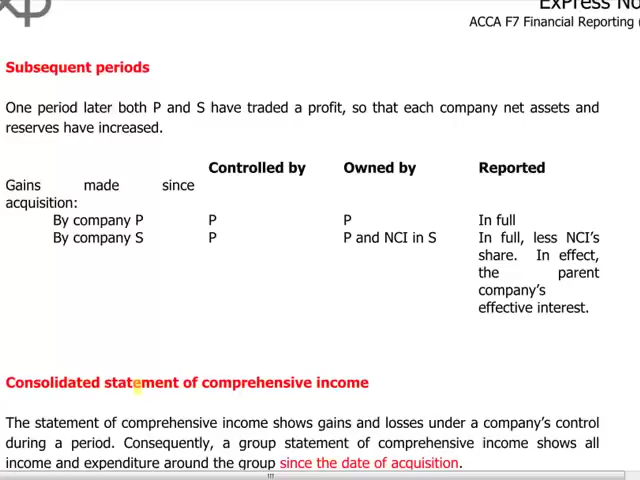 ExPress No
ACCA F7 Financial Reporting
Subsequent periods
One period later both P and S have traded a profit, so that each company net assets and
reserves have increased.
Controlled by Owned by Reported
Gains made since
acquisition:
By company P P P In full
By company S P P and NCI in S In full, less NCI's
share. In effect,
the parent
company's
effective interest.
Consolidated statement of comprehensive income
The statement of comprehensive income shows gains and losses under a company's control
during a period. Consequently, a group statement of comprehensive income shows all
income and expenditure around the group since the date of acquisition.